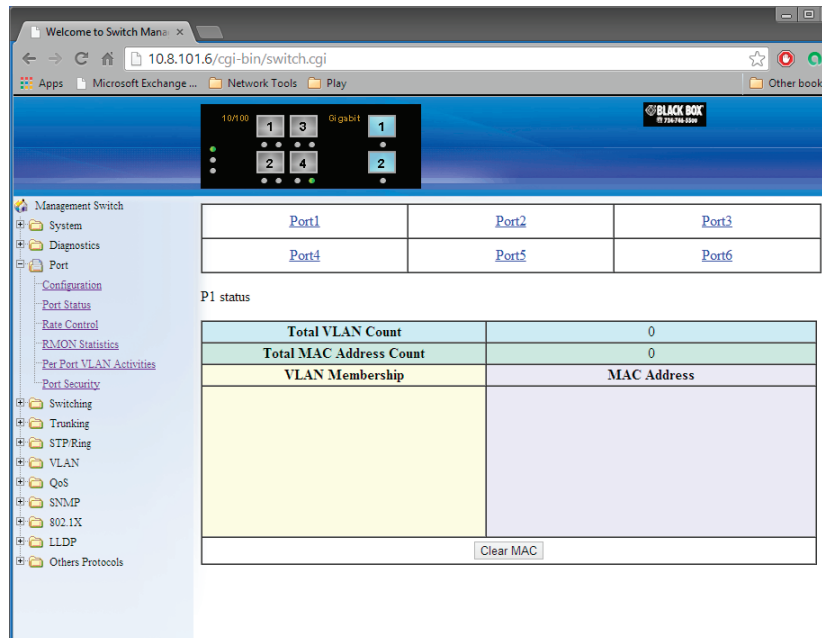 Welcome to Switch Mana
10.8.101.6/cgi-bin/switch.cgi
Apps Microsoft Exchange ... Network Tools Play Other book
10/100 1 3 Gigabit 1
2 4 2
BLACK BOX
724-746-5500
Management Switch
System
Diagnostics
Port
Configuration
Port Status
Rate Control
RMON Statistics
Per Port VLAN Activities
Port Security
Switching
Trunking
STP/Ring
VLAN
QoS
SNMP
802.1X
LLDP
Others Protocols
Port1 Port2 Port3
Port4 Port5 Port6
P1 status
Total VLAN Count 0
Total MAC Address Count 0
VLAN Membership MAC Address
Clear MAC